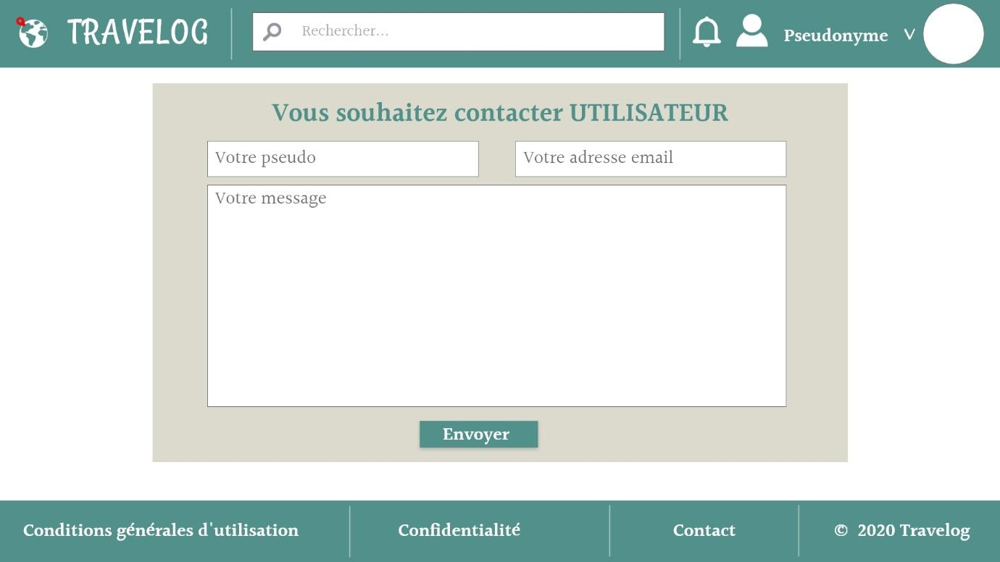 TRAVELOG
Rechercher...
Pseudonyme
Vous souhaitez contacter UTILISATEUR
Votre pseudo
Votre adresse email
Votre message
Envoyer
Conditions générales d'utilisation
Confidentialité
Contact
© 2020 Travelog